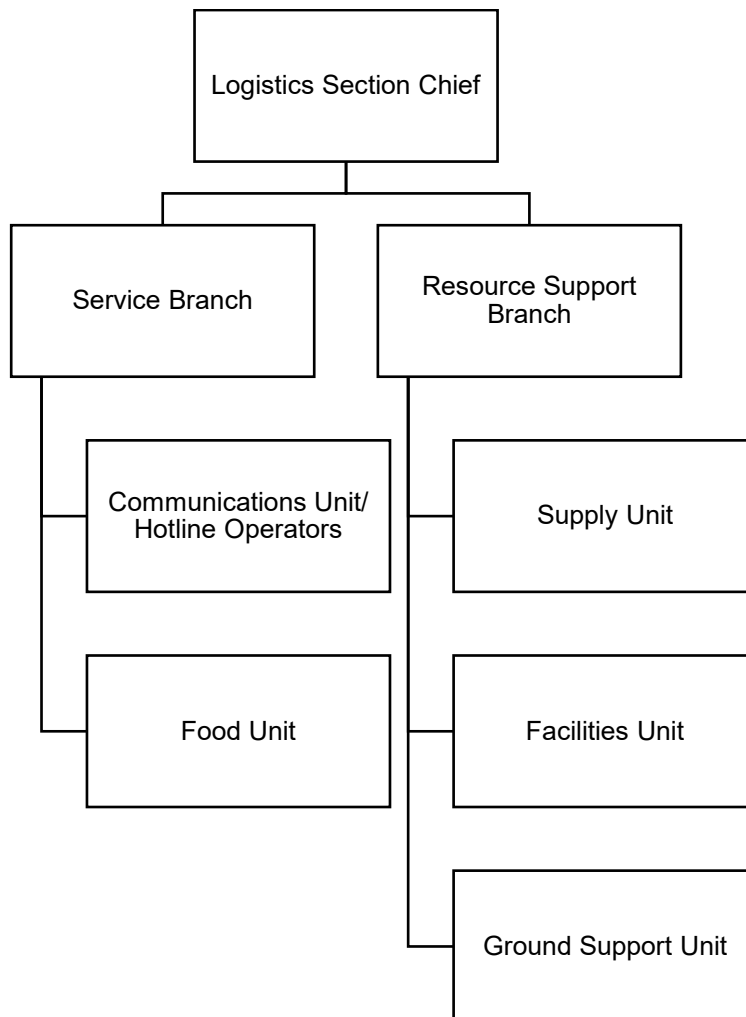 Logistics Section Chief
Service Branch
Resource Support
Branch
Communications Unit/
Hotline Operators
Supply Unit
Food Unit
Facilities Unit
Ground Support Unit